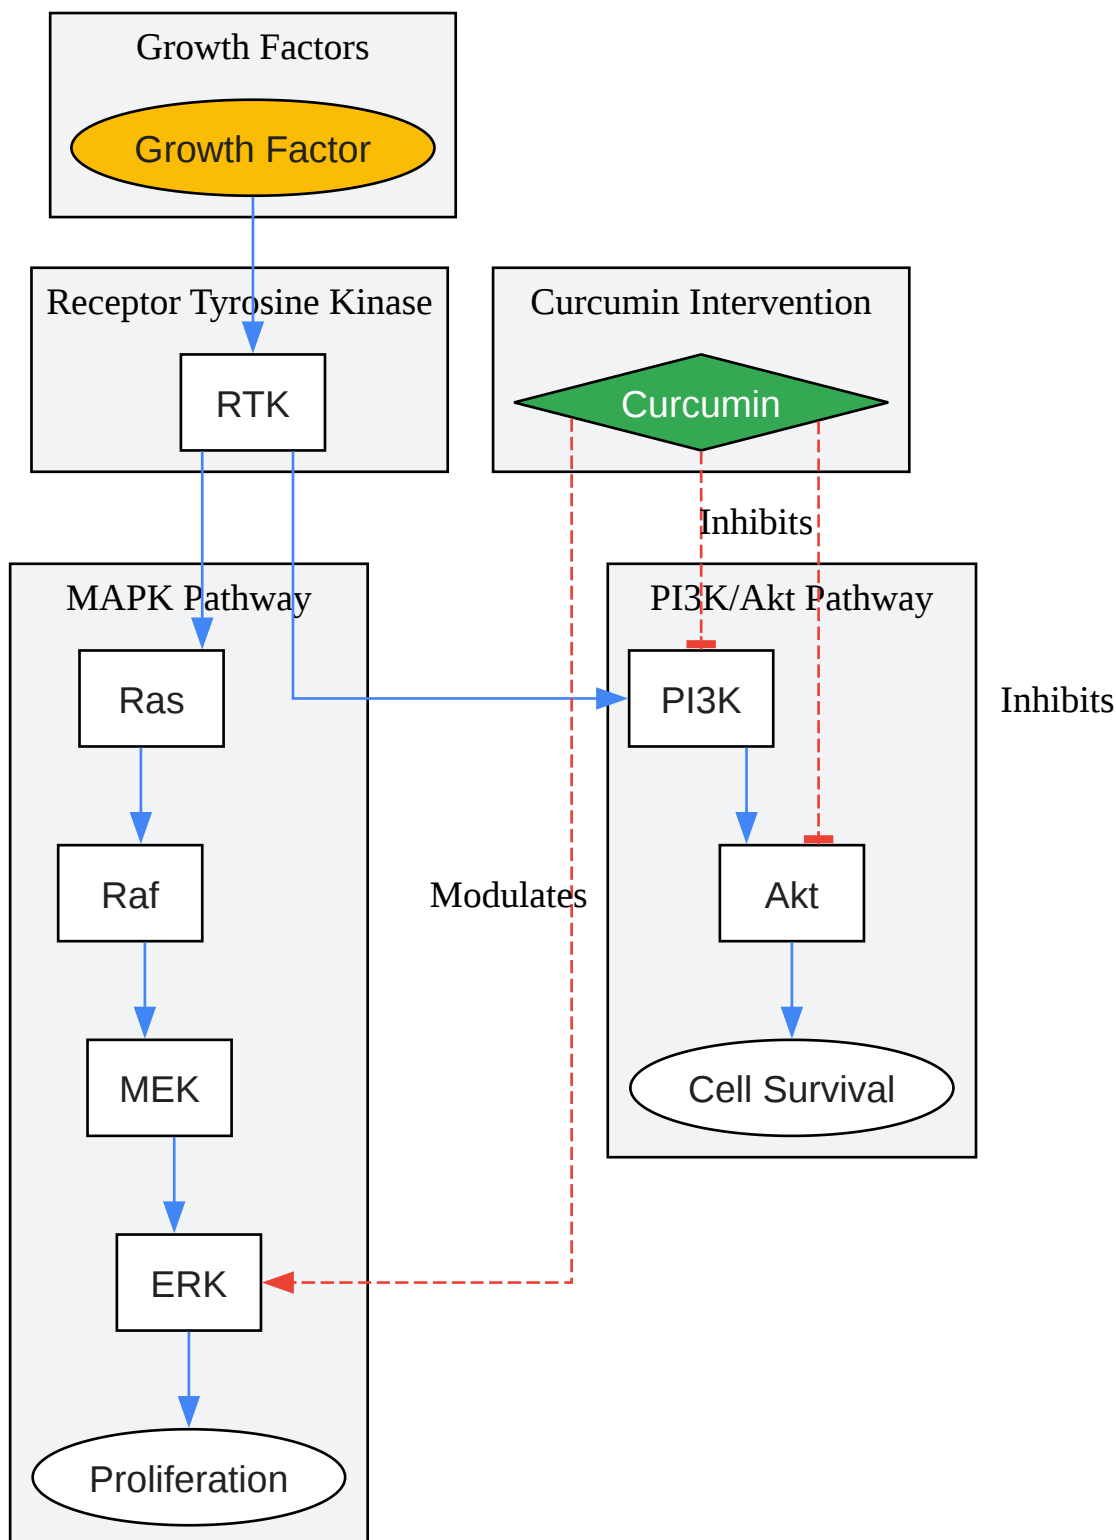 Growth Factors
Growth Factor
Receptor Tyrosine Kinase
RTK
Curcumin Intervention
Curcumin
Inhibits
MAPK Pathway
PI3K/Akt Pathway
Ras
PI3K
Inhibits
Raf
Modulates
Akt
MEK
Cell Survival
ERK
Proliferation